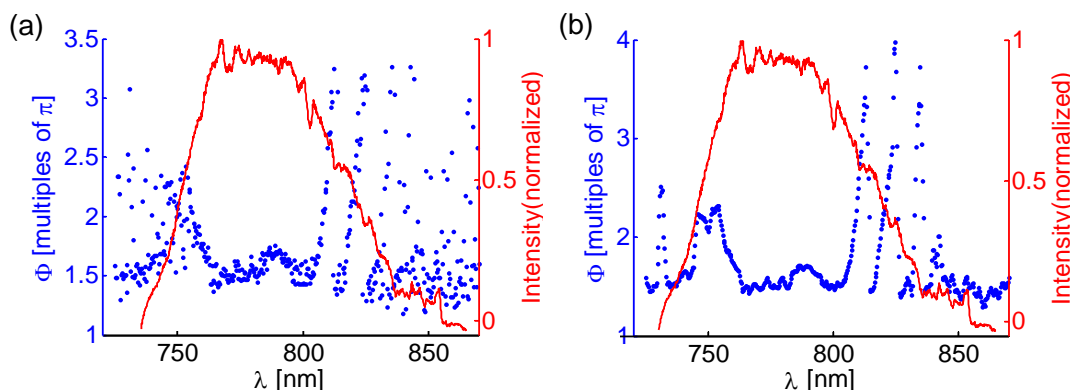 (a)
3.5
3
2.5
2
1.5
1
Φ [multiples of π]
750
800
850
λ [nm]
1
0.5
0
Intensity(normalized)
(b)
4
3
2
1
Φ [multiples of π]
750
800
850
λ [nm]
1
0.5
0
Intensity(normalized)